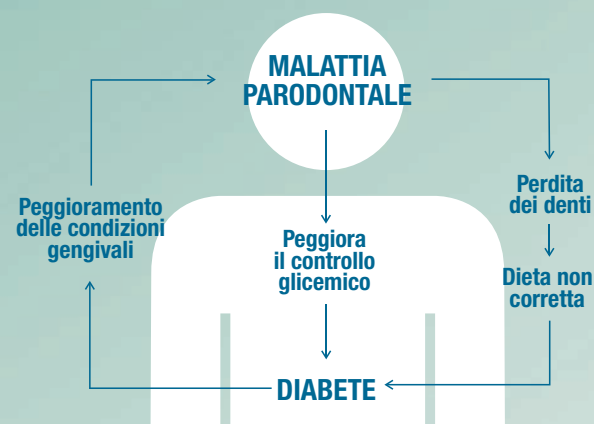 MALATTIA
PARODONTALE
Peggioramento
delle condizioni
gengivali
Peggiora
il controllo
glicemico
Perdita
dei denti
Dieta non
corretta
DIABETE